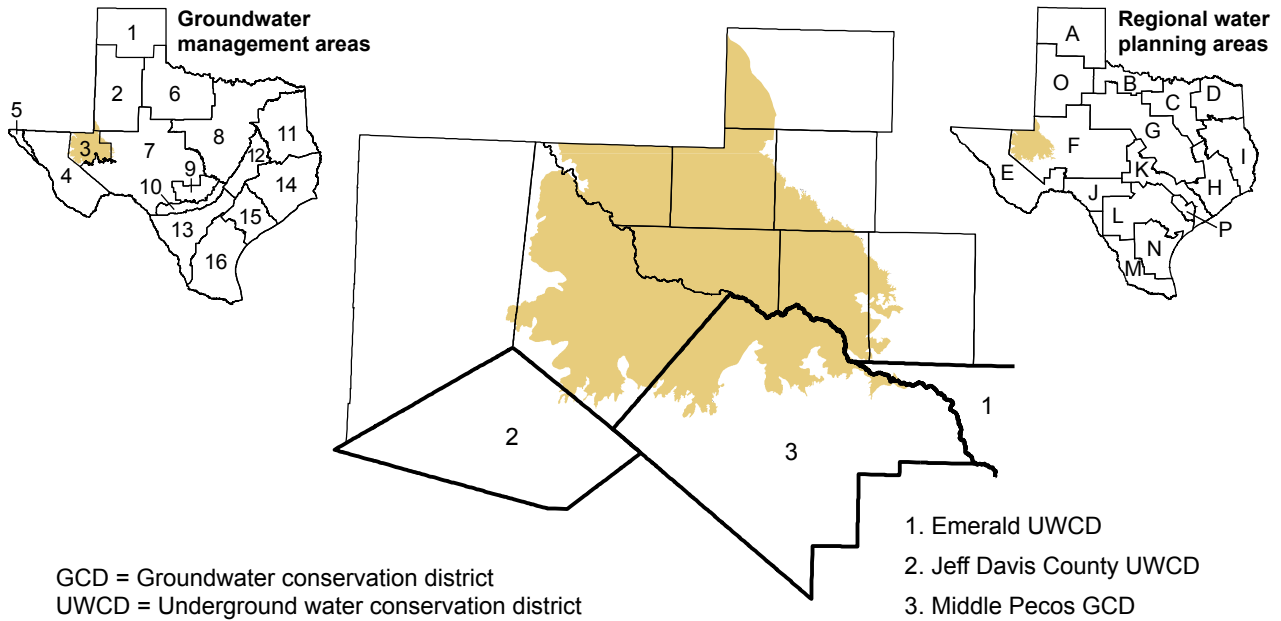 Groundwater
management areas
1
2
6
5
3
7
8
11
12
4
9
10
14
13
15
16
Regional water
planning areas
A
O
B
C
D
F
G
E
K
I
J
H
L
P
N
M
1
2
3
GCD = Groundwater conservation district
UWCD = Underground water conservation district
1. Emerald UWCD
2. Jeff Davis County UWCD
3. Middle Pecos GCD